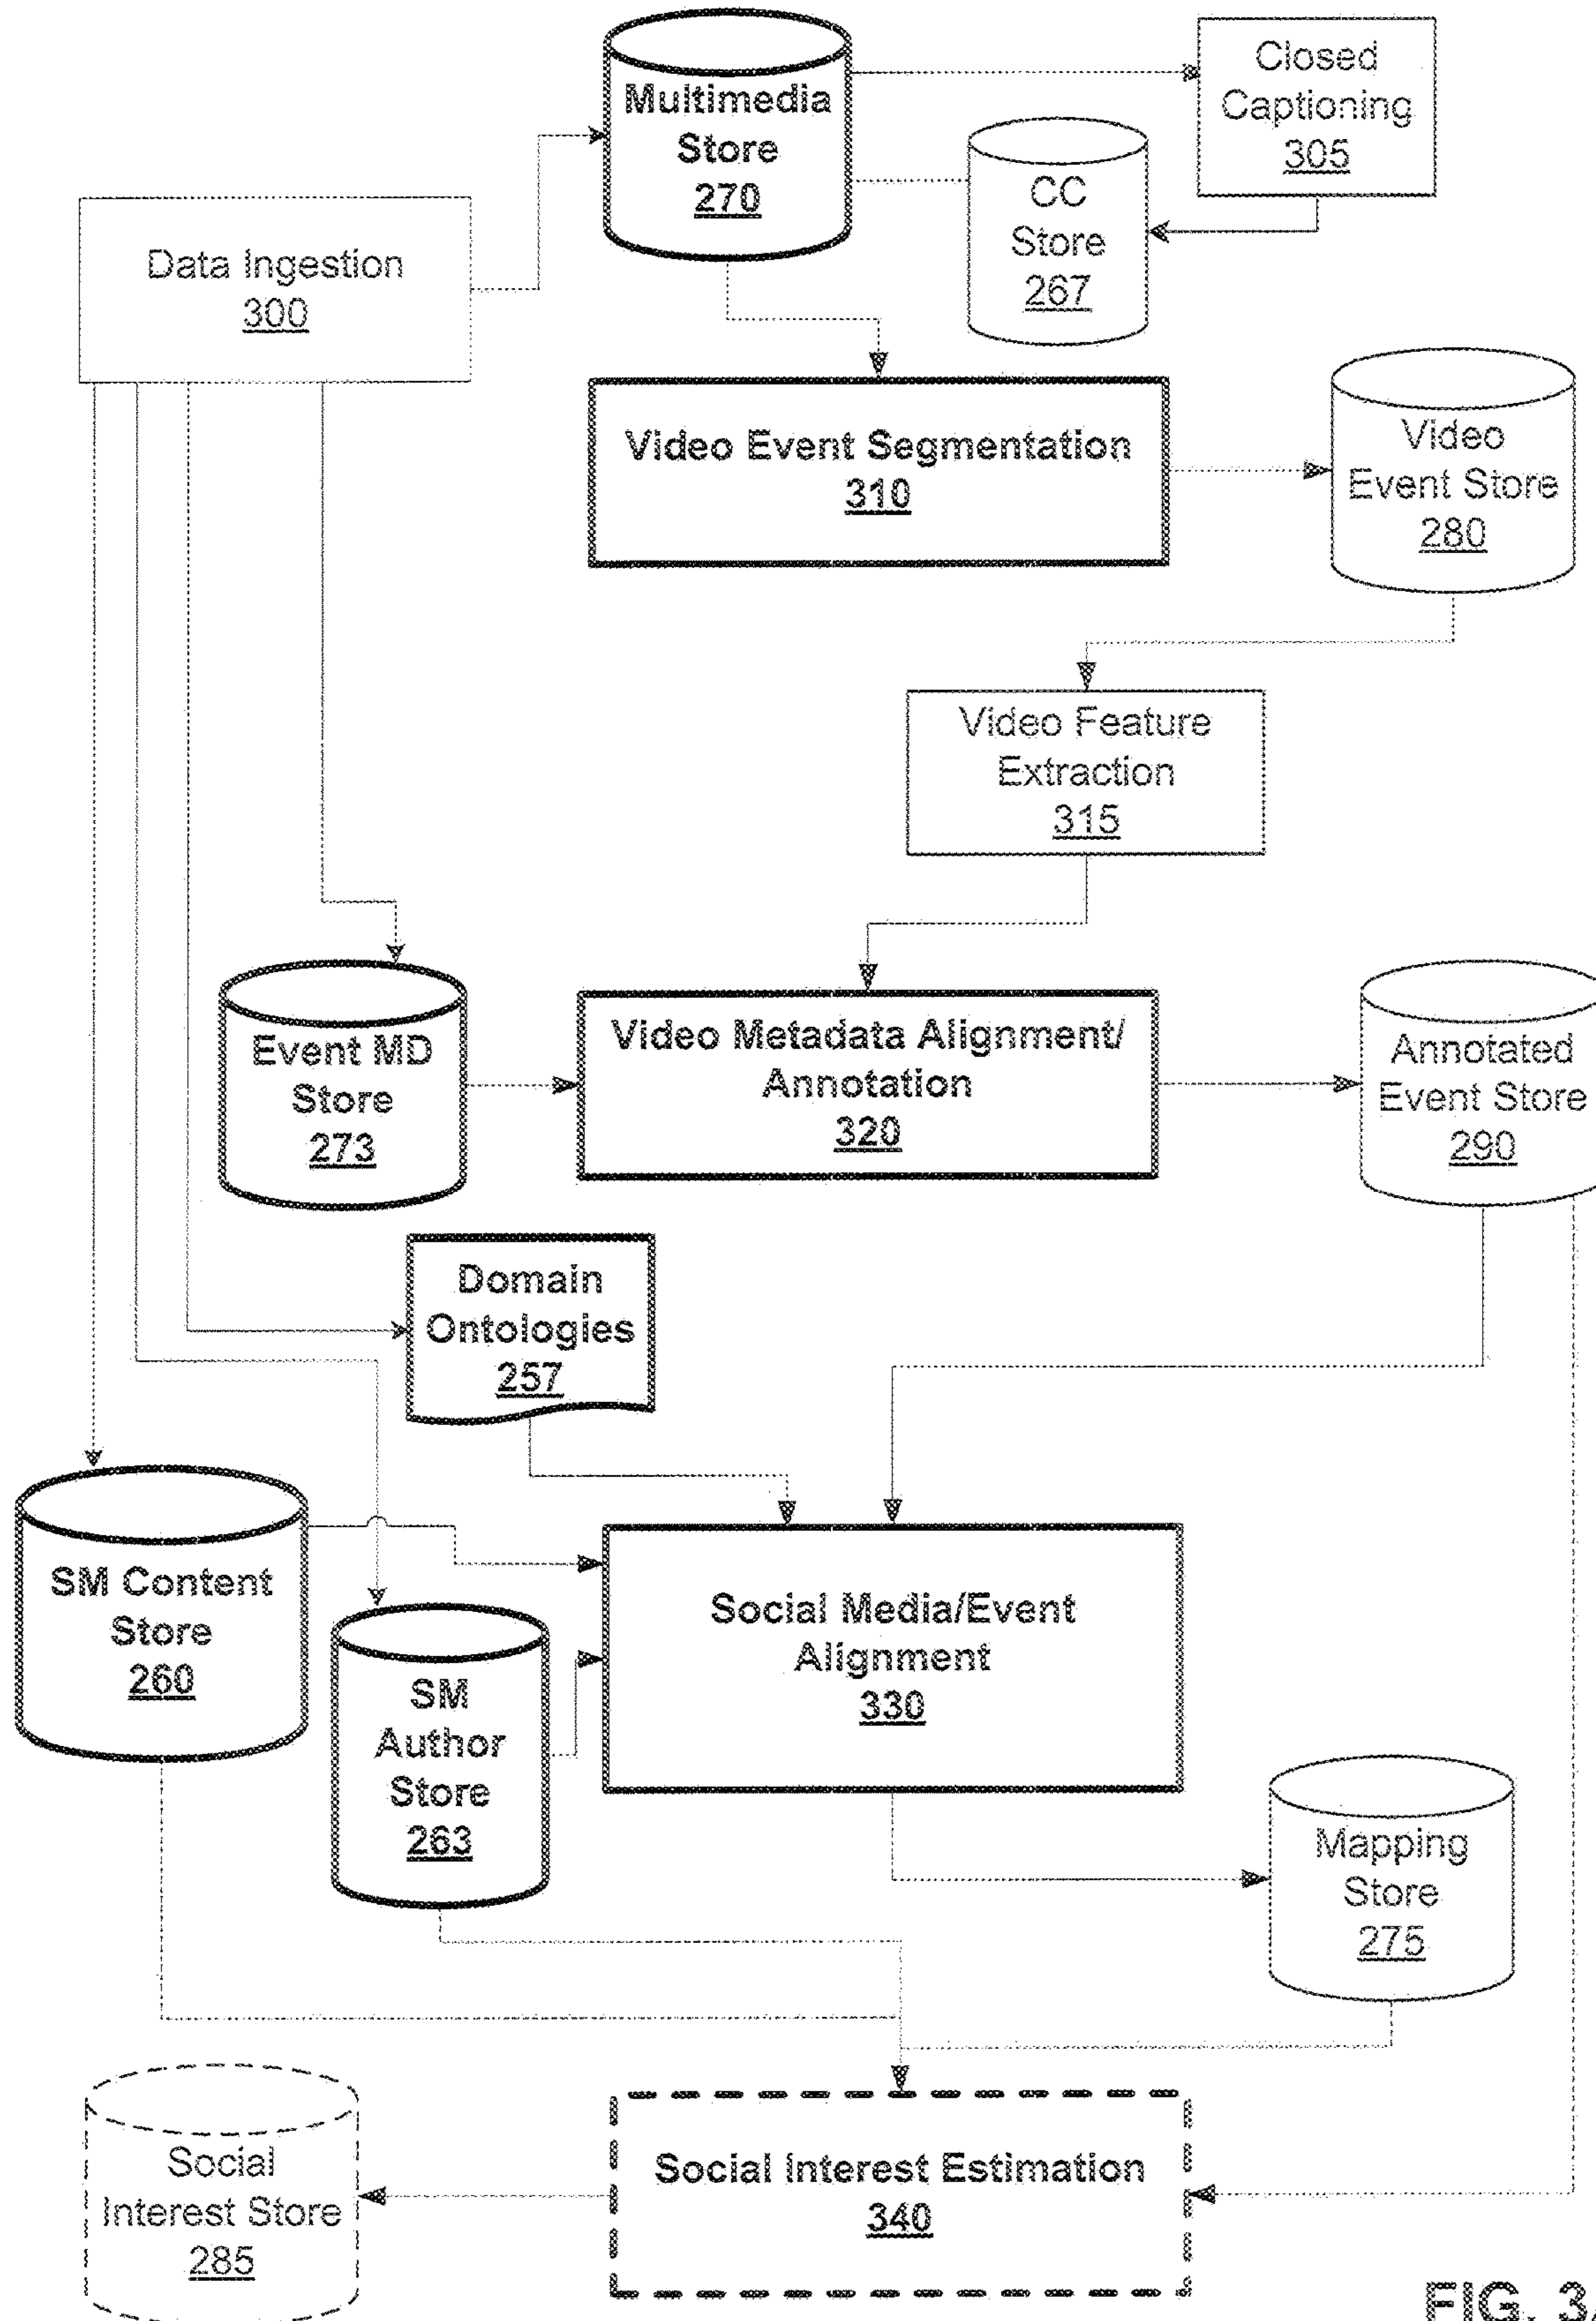 Multimedia
Store
270
Closed
Captioning
305
CC
Store
267
Data Ingestion
300
Video Event Segmentation
310
Video
Event Store
280
Video Feature
Extraction
315
Event MD
Store
273
Video Metadata Alignment/
Annotation
320
Annotated
Event Store
290
Domain
Ontologies
257
SM Content
Store
260
SM
Author
Store
263
Social Media/Event
Alignment
330
Mapping
Store
275
Social
Interest Store
285
Social Interest Estimation
340
FIG. 3